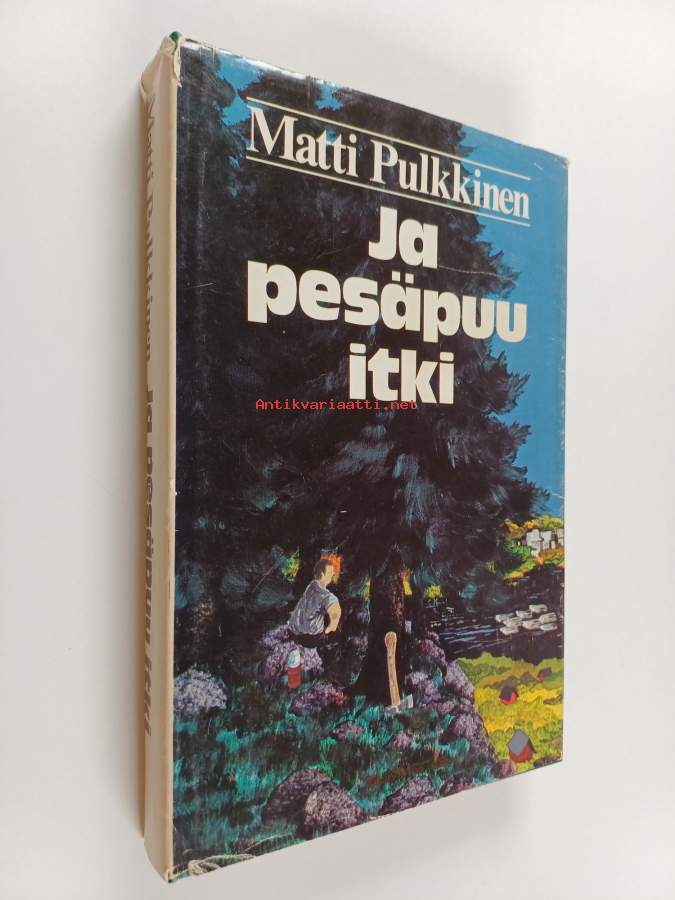 Matti Pulkkinen
Ja
pesäpuu
itki
Antikvariaatti.net
Matti Pulkkinen Ja pesäpuu itki